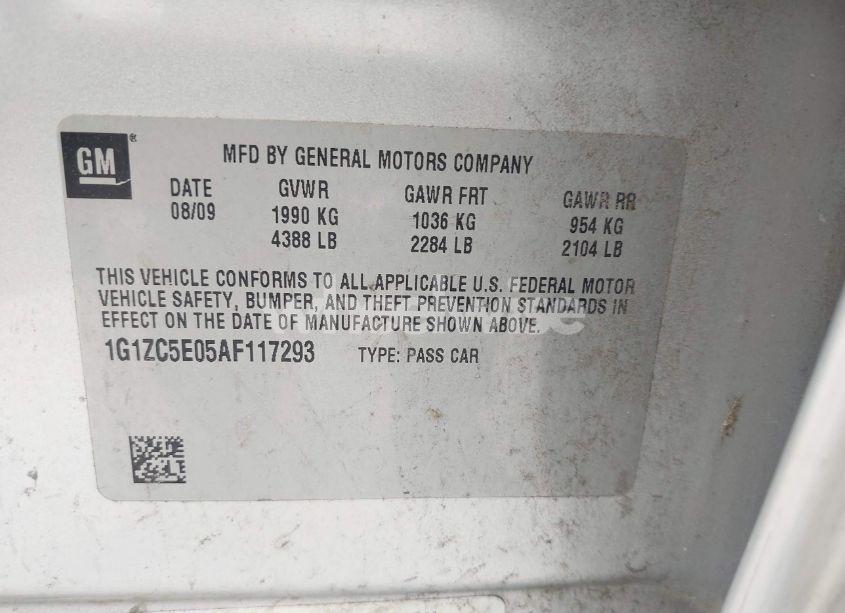 GM ®
MFD BY GENERAL MOTORS COMPANY
DATE GVWR GAWR FRT GAWR RR
08/09 1990 KG 1036 KG 954 KG
4388 LB 2284 LB 2104 LB
THIS VEHICLE CONFORMS TO ALL APPLICABLE U.S. FEDERAL MOTOR
VEHICLE SAFETY, BUMPER, AND THEFT PREVENTION STANDARDS IN
EFFECT ON THE DATE OF MANUFACTURE SHOWN ABOVE.
1G1ZC5E05AF117293 TYPE: PASS CAR